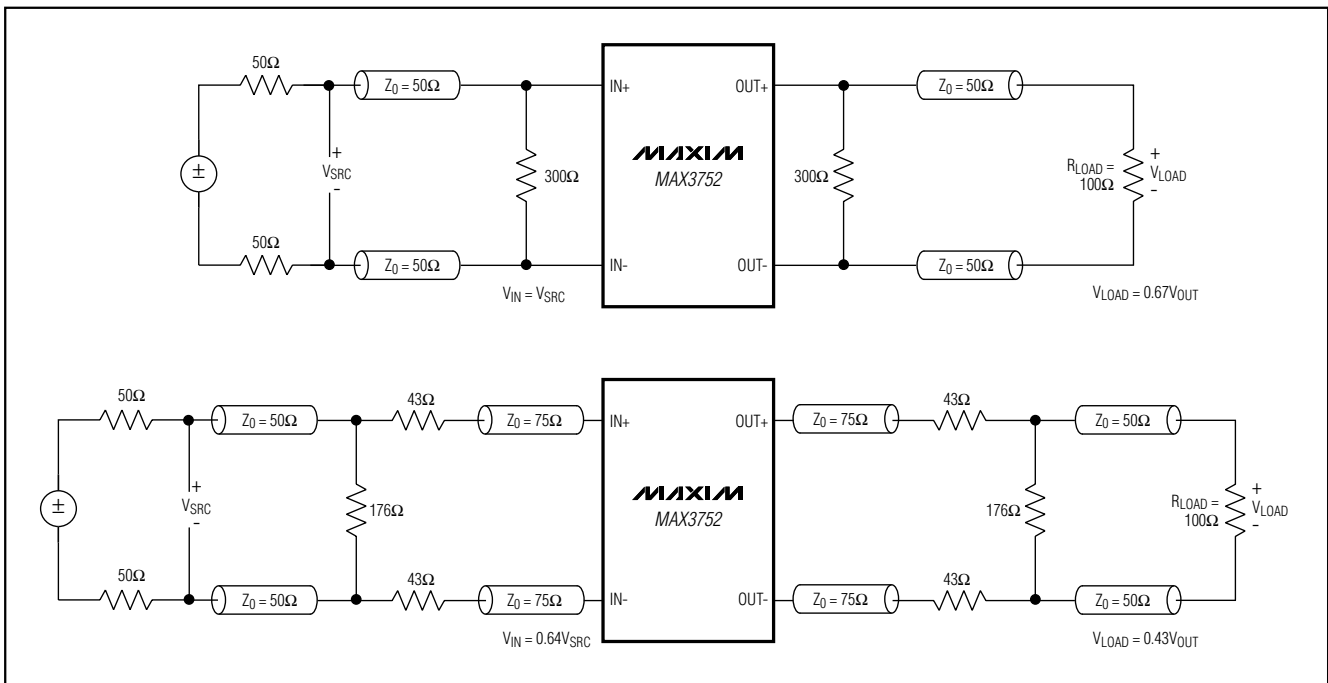 50Ω
Z0 = 50Ω
IN+
OUT+
Z0 = 50Ω
±
+
VSRC
-
300Ω
MAXIM
MAX3752
300Ω
RLOAD =
100Ω
+
VLOAD
-
50Ω
Z0 = 50Ω
IN-
OUT-
Z0 = 50Ω
VIN = VSRC
VLOAD = 0.67VOUT
50Ω
Z0 = 50Ω
43Ω
Z0 = 75Ω
IN+
OUT+
Z0 = 75Ω
43Ω
Z0 = 50Ω
±
+
VSRC
-
176Ω
MAXIM
MAX3752
176Ω
RLOAD =
100Ω
+
VLOAD
-
50Ω
Z0 = 50Ω
43Ω
Z0 = 75Ω
IN-
OUT-
Z0 = 75Ω
43Ω
Z0 = 50Ω
VIN = 0.64VSRC
VLOAD = 0.43VOUT